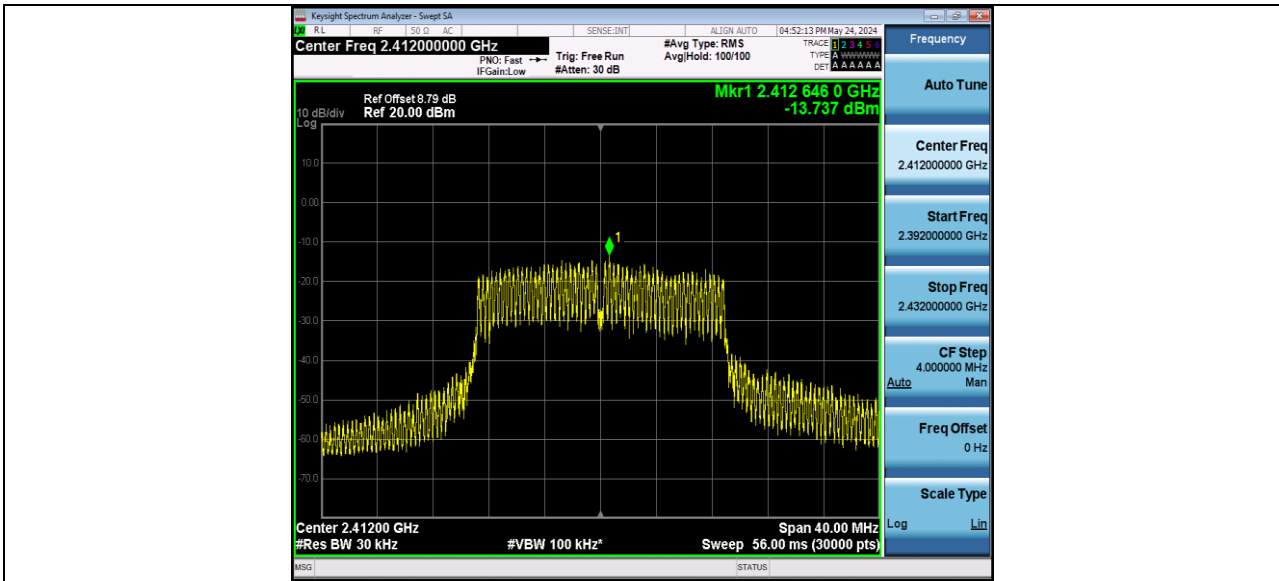 Keysight Spectrum Analyzer - Swept SA
RL RF 50 Ω AC SENSE:INT ALIGN AUTO 04:52:13 PM May 24, 2024
Center Freq 2.412000000 GHz
PNO: Fast
IFGain:Low
Trig: Free Run
#Atten: 30 dB
#Avg Type: RMS
Avg|Hold: 100/100
TRACE 1 2 3 4 5 6
TYPE A WWWWW
DET A A A A A A
Mkr1 2.412 646 0 GHz
-13.737 dBm
Ref Offset 8.79 dB
10 dB/div Ref 20.00 dBm
Log
10.0
0.00
-10.0
-20.0
-30.0
-40.0
-50.0
-60.0
-70.0
1
Center 2.41200 GHz Span 40.00 MHz
#Res BW 30 kHz #VBW 100 kHz* Sweep 56.00 ms (30000 pts)
MSG STATUS
Frequency
Auto Tune
Center Freq
2.412000000 GHz
Start Freq
2.392000000 GHz
Stop Freq
2.432000000 GHz
CF Step
4.000000 MHz
Auto Man
Freq Offset
0 Hz
Scale Type
Log Lin